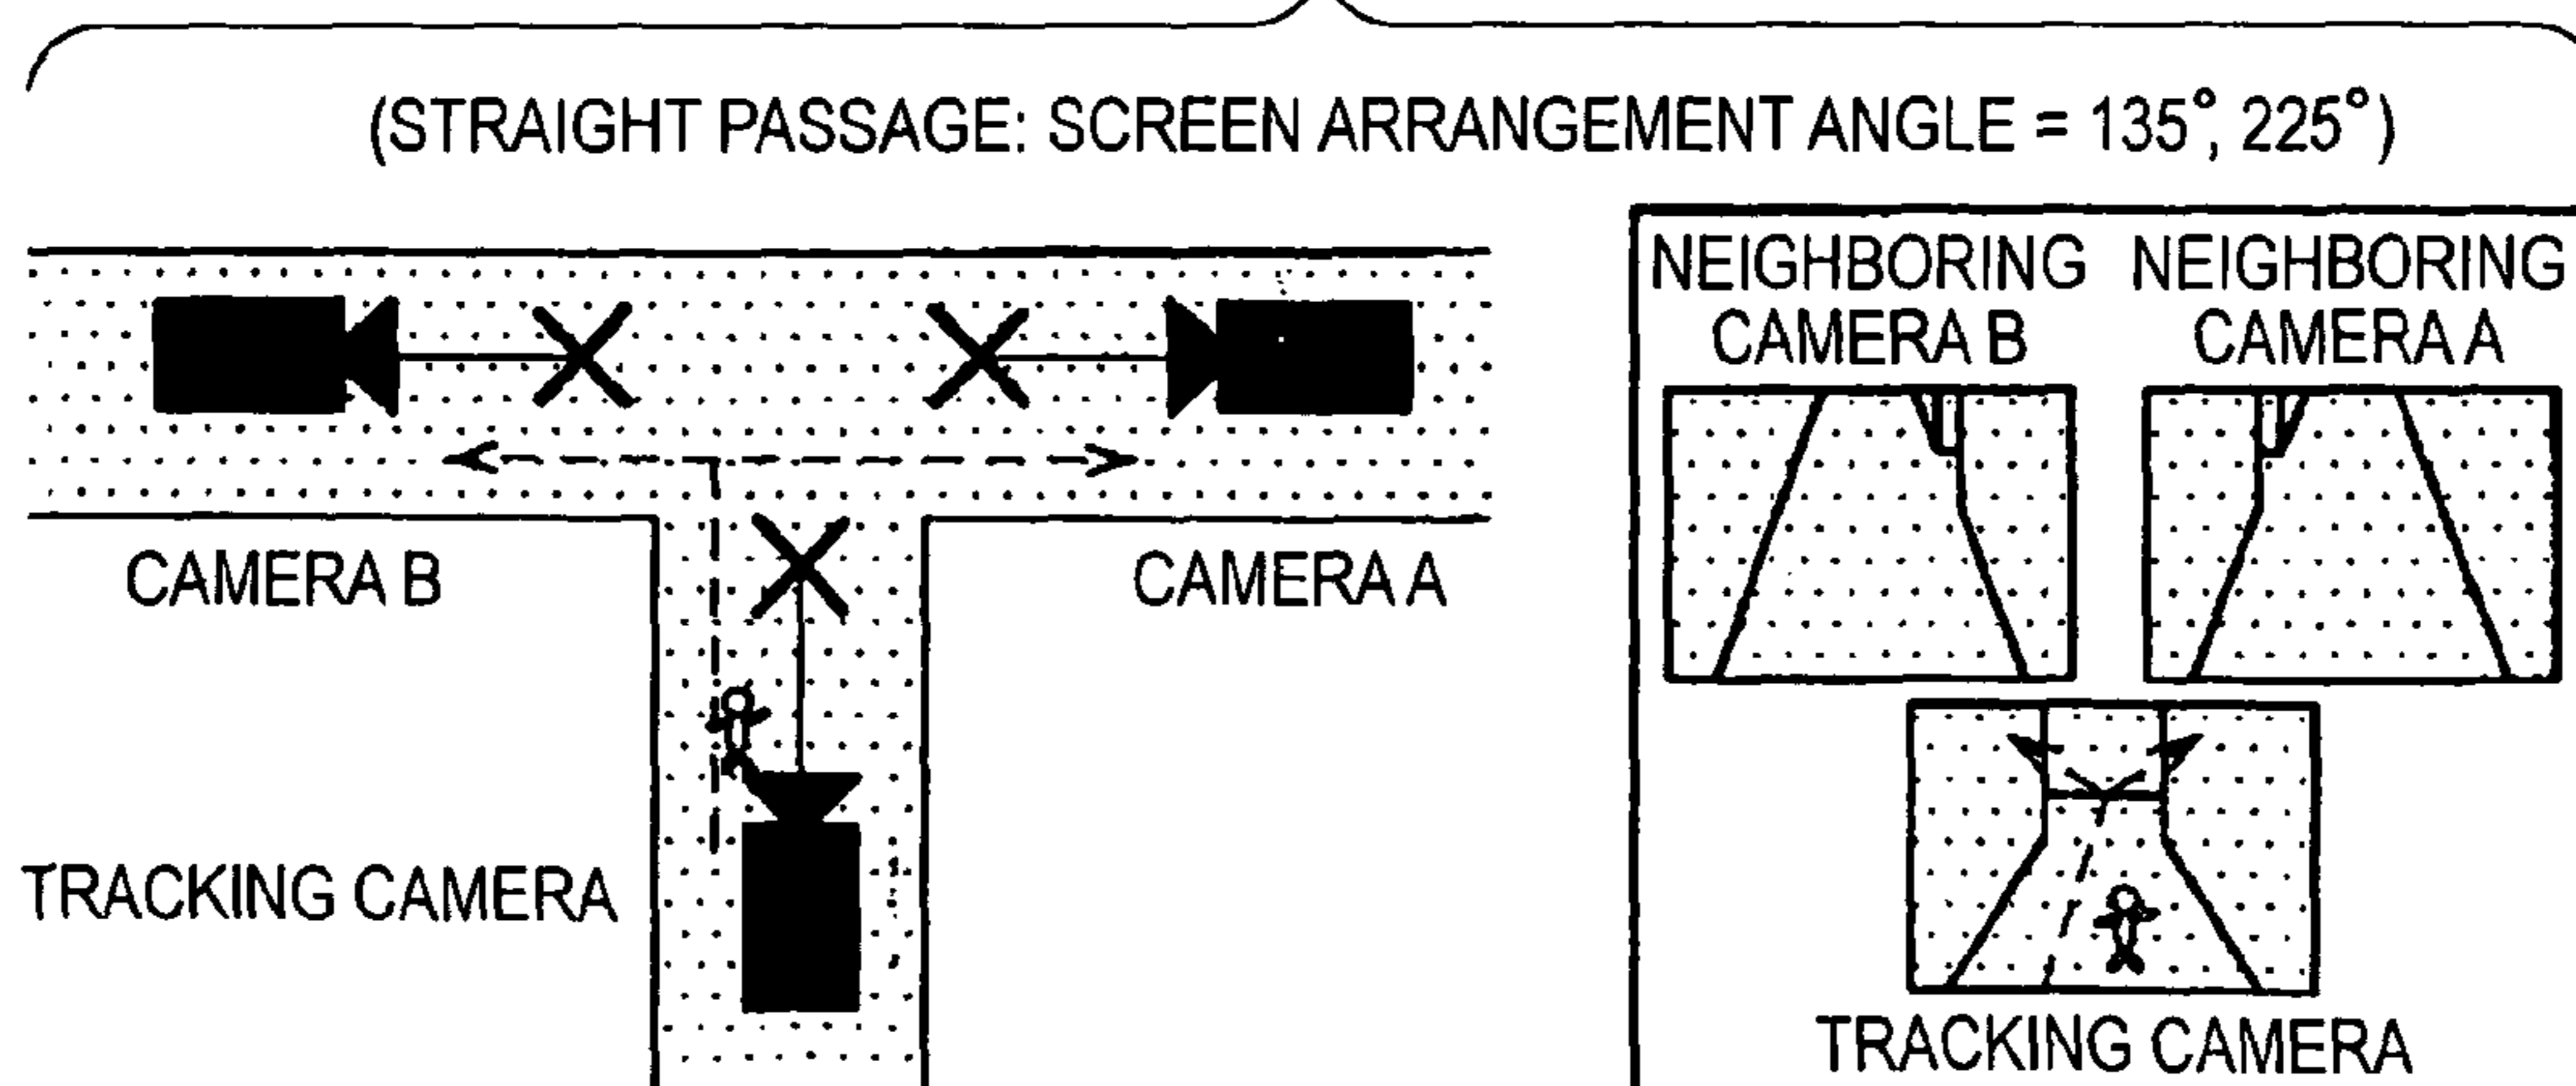 (STRAIGHT PASSAGE: SCREEN ARRANGEMENT ANGLE = 135°, 225°)
CAMERA B
CAMERA A
TRACKING CAMERA
NEIGHBORING
CAMERA B
NEIGHBORING
CAMERA A
TRACKING CAMERA